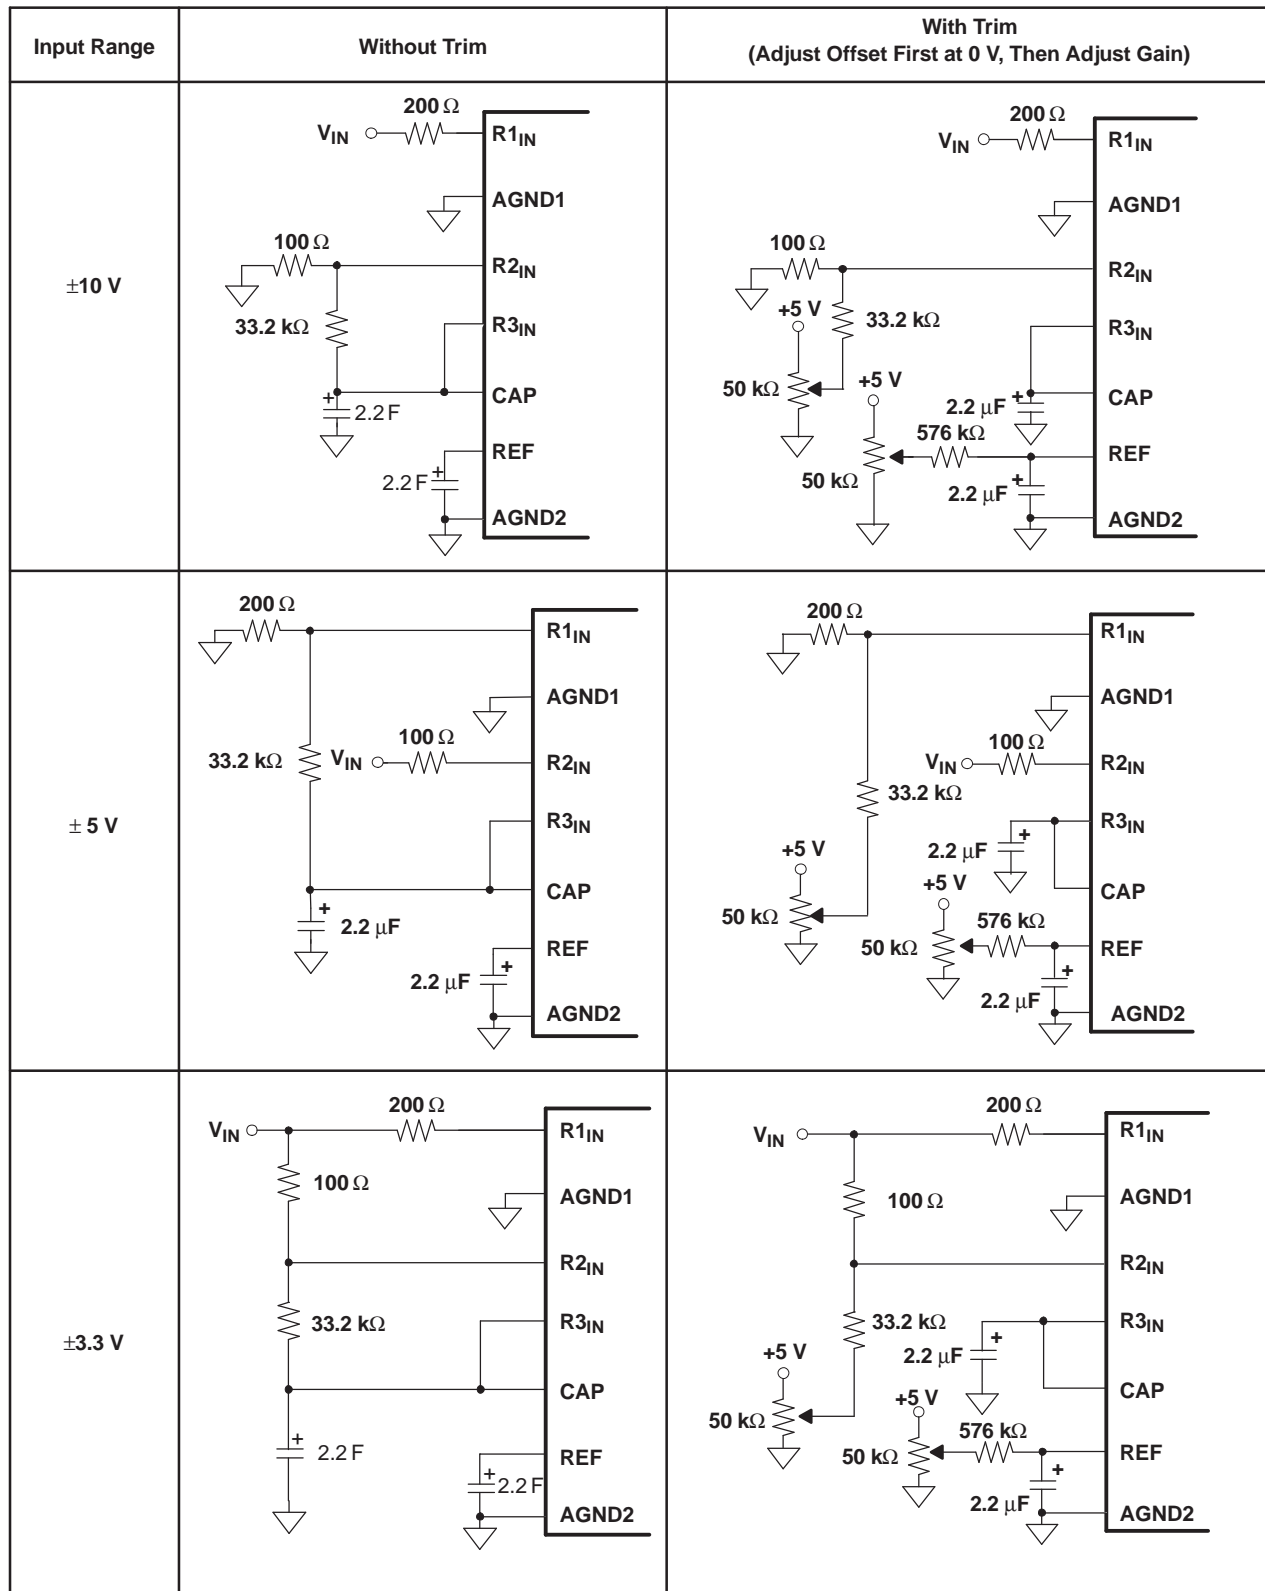 Input Range
Without Trim
With Trim
(Adjust Offset First at 0 V, Then Adjust Gain)
±10 V
200 Ω
VIN
R1IN
AGND1
100 Ω
R2IN
33.2 kΩ
R3IN
CAP
+
2.2 F
REF
+
2.2 F
AGND2
200 Ω
VIN
R1IN
AGND1
100 Ω
R2IN
+5 V
33.2 kΩ
R3IN
50 kΩ
+5 V
+
2.2 μF
CAP
576 kΩ
REF
50 kΩ
+
2.2 μF
AGND2
± 5 V
200 Ω
R1IN
AGND1
33.2 kΩ
VIN
100 Ω
R2IN
R3IN
CAP
+
2.2 μF
REF
+
2.2 μF
AGND2
200 Ω
R1IN
AGND1
100 Ω
VIN
R2IN
33.2 kΩ
R3IN
+
2.2 μF
+5 V
+5 V
CAP
50 kΩ
576 kΩ
50 kΩ
REF
+
2.2 μF
AGND2
±3.3 V
200 Ω
VIN
R1IN
100 Ω
AGND1
R2IN
33.2 kΩ
R3IN
CAP
+
2.2 F
REF
+
2.2 F
AGND2
200 Ω
VIN
R1IN
100 Ω
AGND1
R2IN
33.2 kΩ
R3IN
+
2.2 μF
+5 V
CAP
+5 V
50 kΩ
576 kΩ
50 kΩ
REF
+
2.2 μF
AGND2